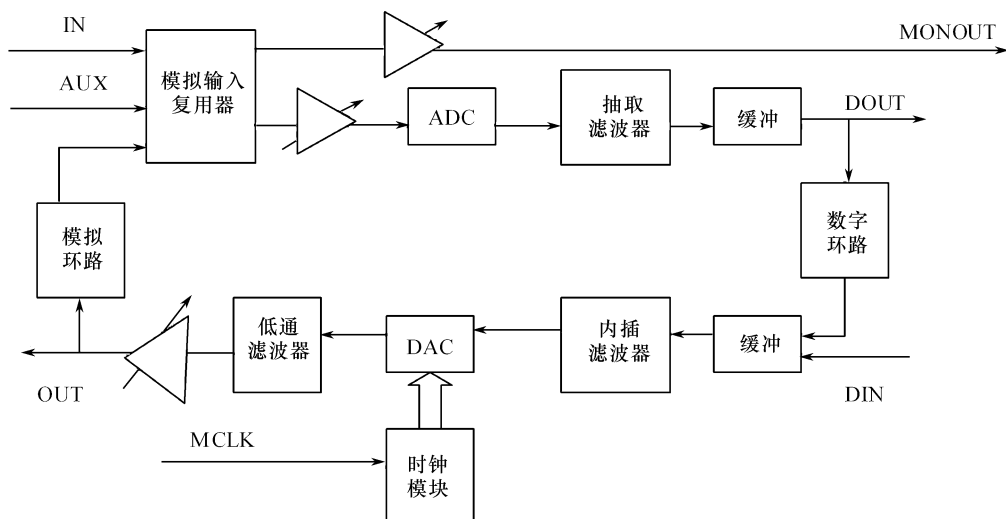 IN
MONOUT
模拟输入
复用器
AUX
ADC
抽取
滤波器
缓冲
DOUT
模拟
环路
数字
环路
低通
滤波器
DAC
内插
滤波器
缓冲
OUT
DIN
MCLK
时钟
模块